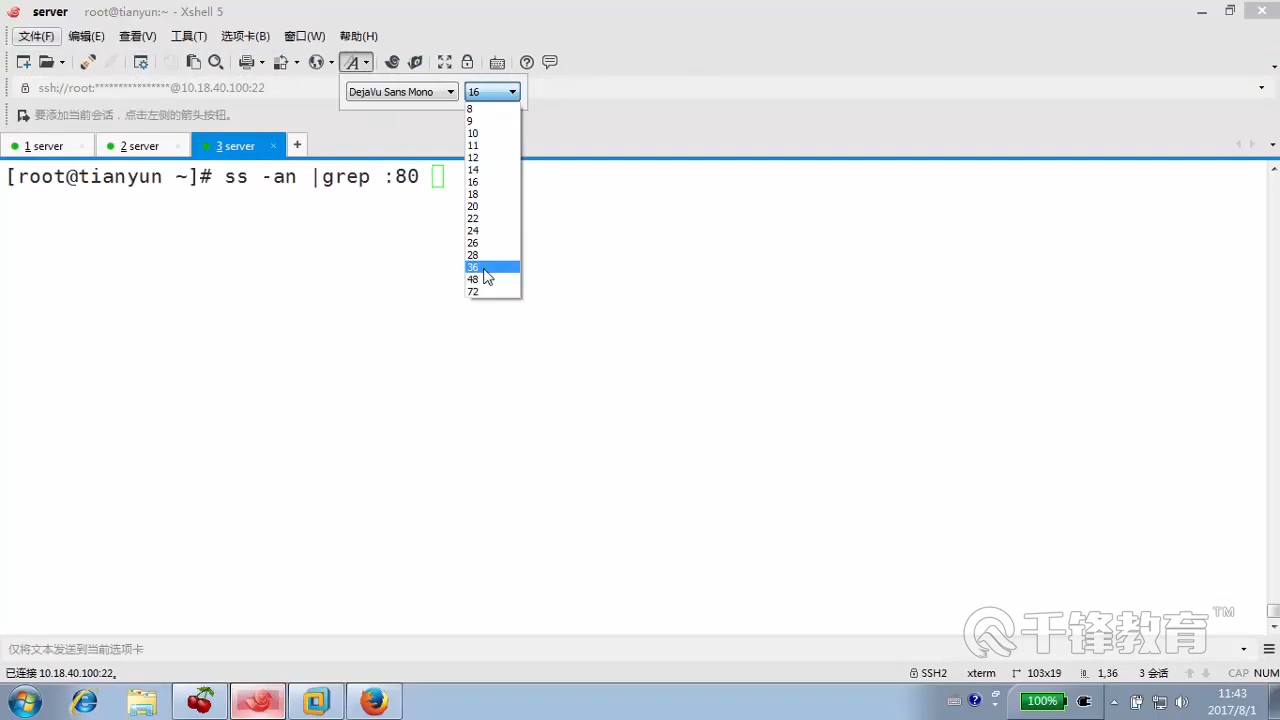 server root@tianyun:~ - Xshell 5
文件(F) 编辑(E) 查看(V) 工具(T) 选项卡(B) 窗口(W) 帮助(H)
ssh://root:****************@10.18.40.100:22
DejaVu Sans Mono 16
要添加当前会话，点击左侧的箭头按钮。
1 server × 2 server × 3 server × +
[root@tianyun ~]# ss -an |grep :80
8
9
10
11
12
14
16
18
20
22
24
26
28
36
48
72
千锋教育™
仅将文本发送到当前选项卡
已连接 10.18.40.100:22。 SSH2 xterm 103x19 1,36 3 会话 CAP NUM
100% 11:43
2017/8/1